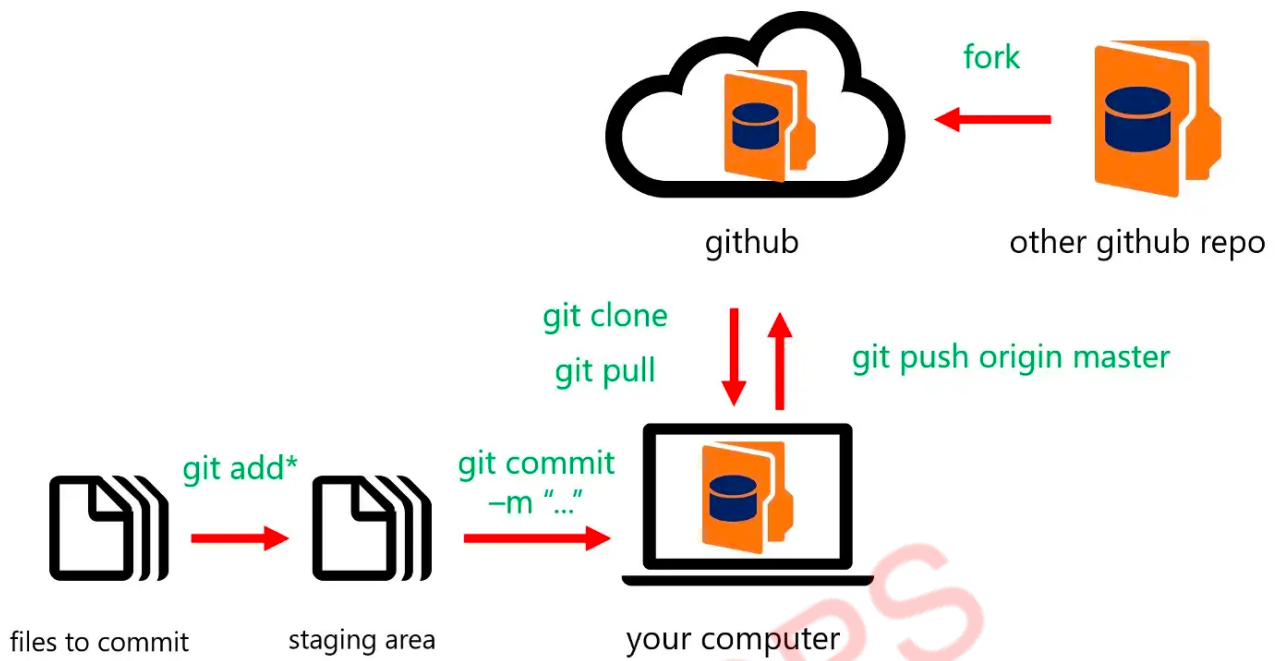 fork
github
other github repo
git clone
git pull
git push origin master
git add*
git commit
–m “...”
files to commit
staging area
your computer